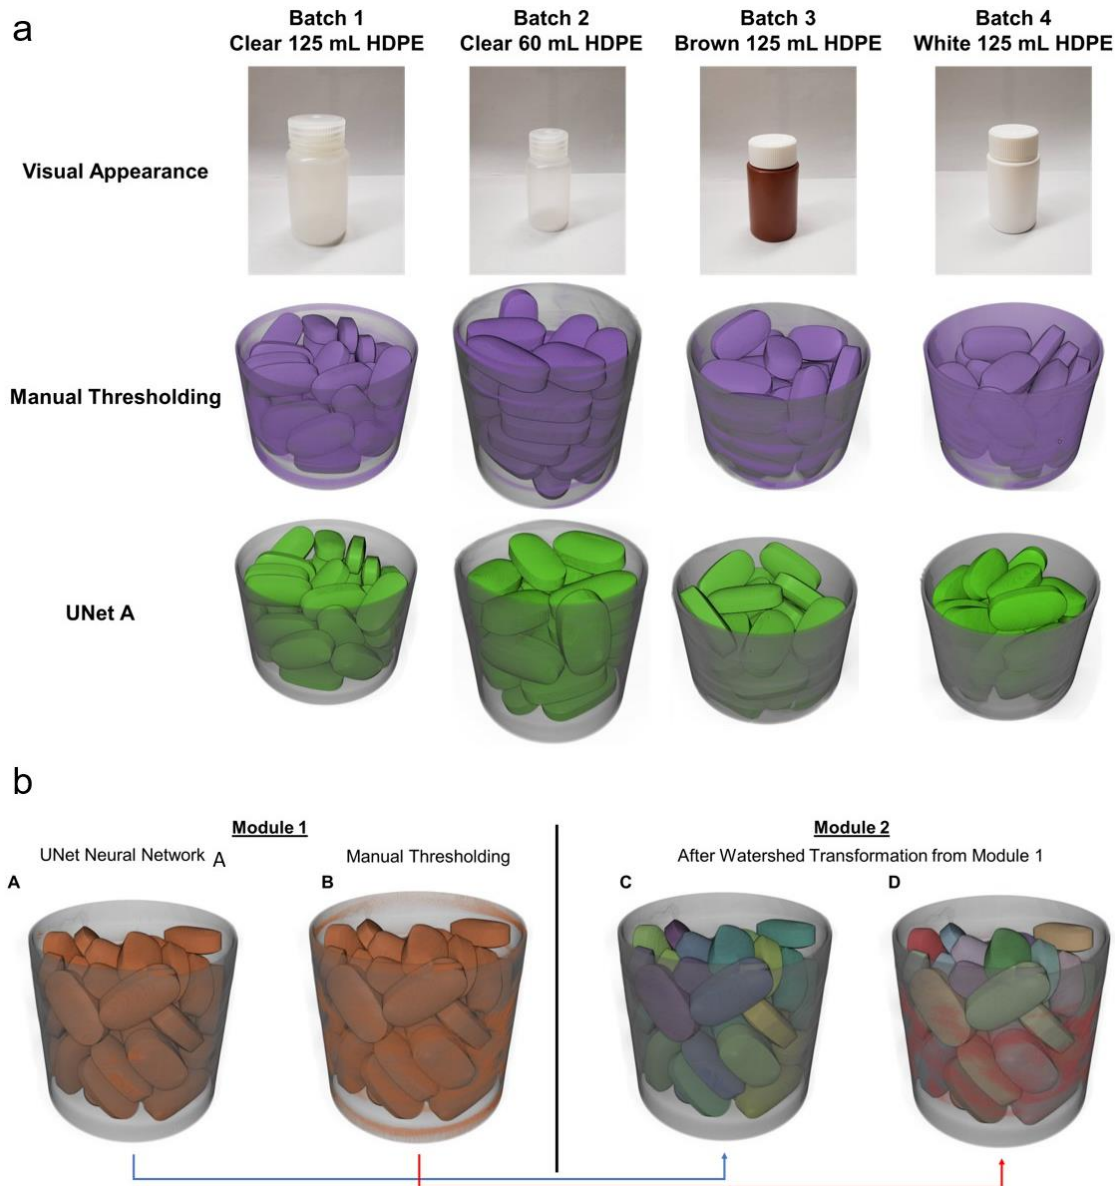 a
Batch 1
Clear 125 mL HDPE
Batch 2
Clear 60 mL HDPE
Batch 3
Brown 125 mL HDPE
Batch 4
White 125 mL HDPE
Visual Appearance
Manual Thresholding
UNet A
b
Module 1
UNet Neural Network A
Manual Thresholding
A
B
Module 2
After Watershed Transformation from Module 1
C
D